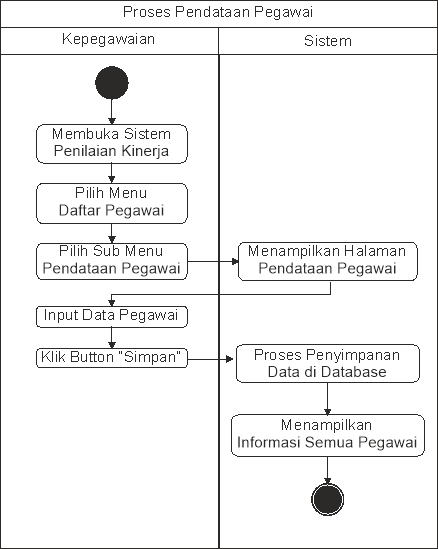 Proses Pendataan Pegawai
Kepegawaian
Sistem
Membuka Sistem
Penilaian Kinerja
Pilih Menu
Daftar Pegawai
Pilih Sub Menu
Pendataan Pegawai
Menampilkan Halaman
Pendataan Pegawai
Input Data Pegawai
Klik Button "Simpan"
Proses Penyimpanan
Data di Database
Menampilkan
Informasi Semua Pegawai